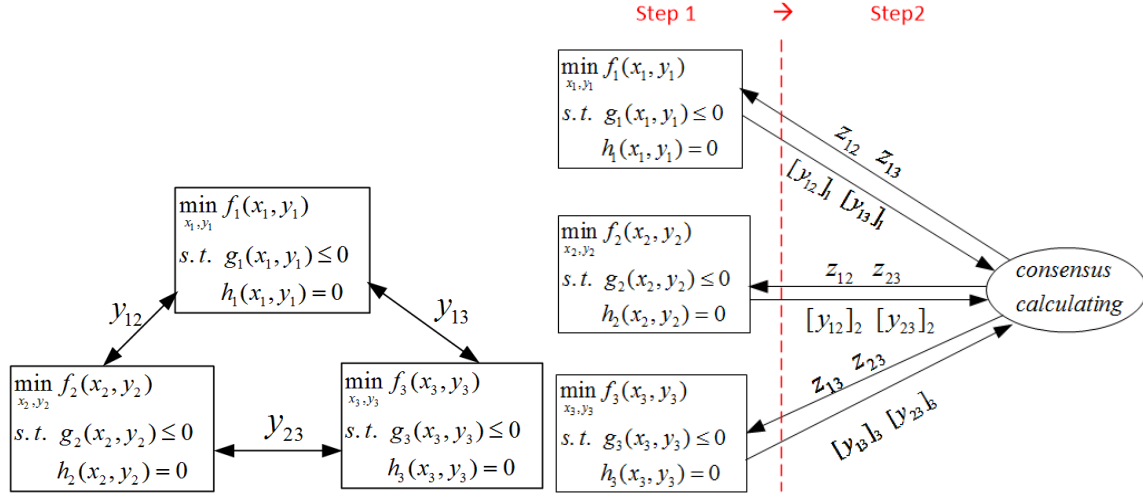 Step 1 → Step2
min f₁(x₁, y₁)
x₁, y₁
s. t. g₁(x₁, y₁) ≤ 0
h₁(x₁, y₁) = 0
y₁₂
y₁₃
min f₂(x₂, y₂)
x₂, y₂
s. t. g₂(x₂, y₂) ≤ 0
h₂(x₂, y₂) = 0
y₂₃
min f₃(x₃, y₃)
x₃, y₃
s. t. g₃(x₃, y₃) ≤ 0
h₃(x₃, y₃) = 0
min f₁(x₁, y₁)
x₁, y₁
s. t. g₁(x₁, y₁) ≤ 0
h₁(x₁, y₁) = 0
z₁₂ z₁₃
[y₁₂]₁ [y₁₃]₁
min f₂(x₂, y₂)
x₂, y₂
s. t. g₂(x₂, y₂) ≤ 0
h₂(x₂, y₂) = 0
z₁₂ z₂₃
[y₁₂]₂ [y₂₃]₂
min f₃(x₃, y₃)
x₃, y₃
s. t. g₃(x₃, y₃) ≤ 0
h₃(x₃, y₃) = 0
z₁₃ z₂₃
[y₁₃]₃ [y₂₃]₃
consensus
calculating